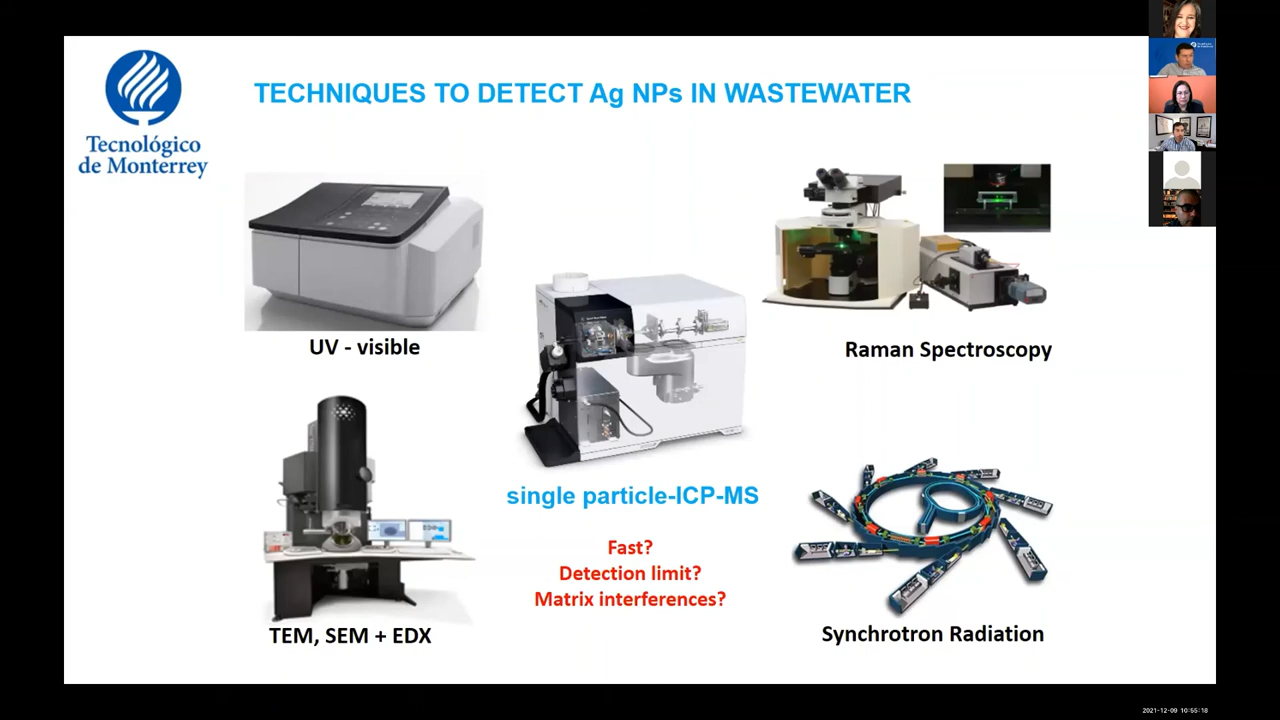 TECHNIQUES TO DETECT Ag NPs IN WASTEWATER
Tecnológico
de Monterrey
UV - visible
Raman Spectroscopy
single particle-ICP-MS
Fast?
Detection limit?
Matrix interferences?
TEM, SEM + EDX
Synchrotron Radiation
2021-12-09 10:55:18